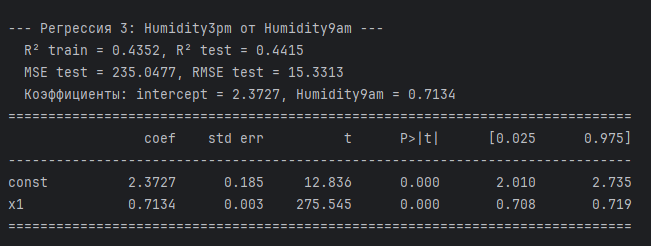 --- Регрессия 3: Humidity3pm от Humidity9am ---
R² train = 0.4352, R² test = 0.4415
MSE test = 235.0477, RMSE test = 15.3313
Коэффициенты: intercept = 2.3727, Humidity9am = 0.7134
==============================================================================
coef    std err          t      P>|t|      [0.025      0.975]
------------------------------------------------------------------------------
const          2.3727      0.185     12.836      0.000       2.010       2.735
x1             0.7134      0.003    275.545      0.000       0.708       0.719
==============================================================================